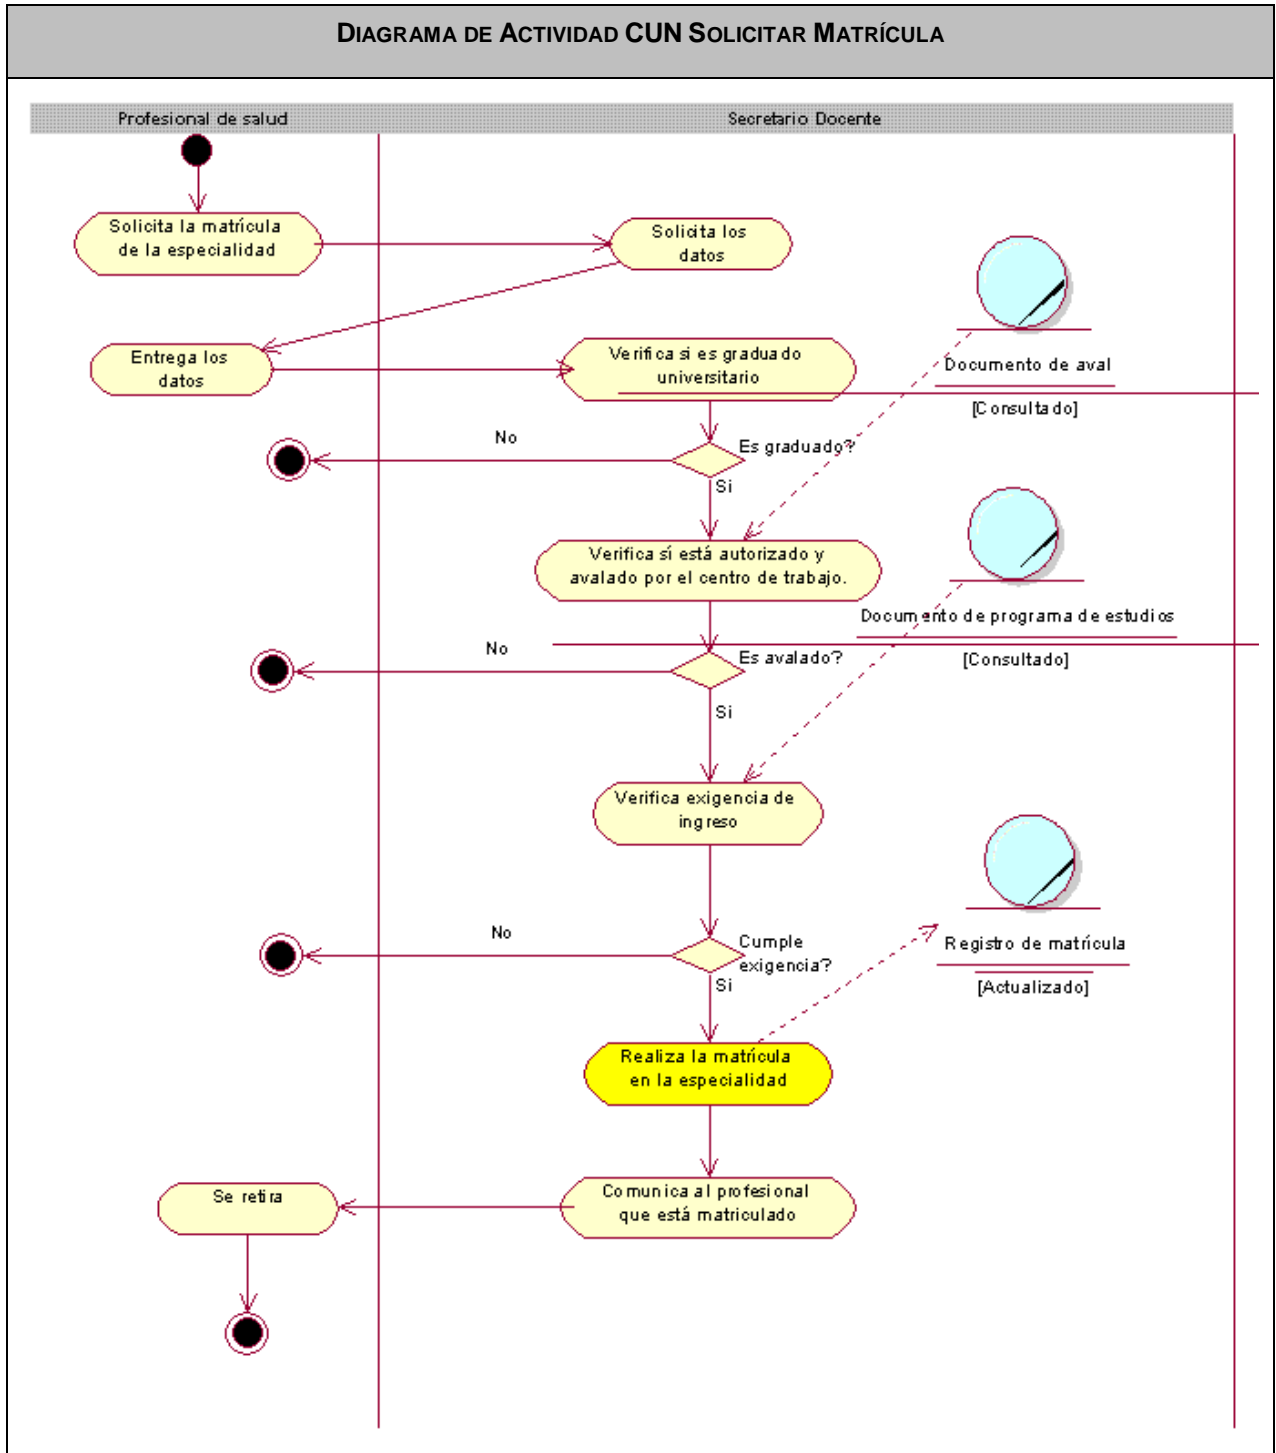 DIAGRAMA DE ACTIVIDAD CUN SOLICITAR MATRÍCULA
Profesional de salud
Secretario Docente
Solicita la matrícula
de la especialidad
Solicita los
datos
Entrega los
datos
Verifica si es graduado
universitario
Documento de aval
[Consultado]
No
Es graduado?
Si
Verifica sí está autorizado y
avalado por el centro de trabajo.
Documento de programa de estudios
[Consultado]
No
Es avalado?
Si
Verifica exigencia de
ingreso
No
Cumple
exigencia?
Si
Registro de matrícula
[Actualizado]
Realiza la matrícula
en la especialidad
Se retira
Comunica al profesional
que está matriculado